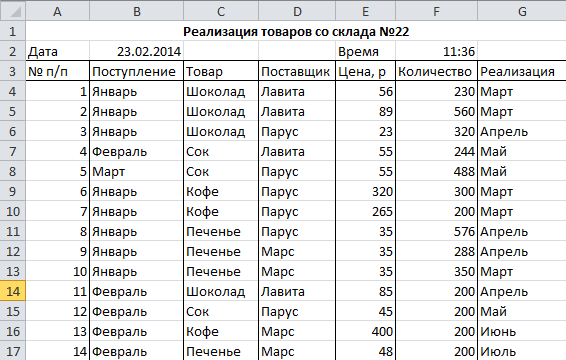 A B C D E F G
1 Реализация товаров со склада №22
2 Дата 23.02.2014 Время 11:36
3 № п/п Поступление Товар Поставщик Цена, р Количество Реализация
4 1 Январь Шоколад Лавита 56 230 Март
5 2 Январь Шоколад Лавита 89 560 Март
6 3 Январь Шоколад Парус 23 320 Апрель
7 4 Февраль Сок Лавита 55 244 Май
8 5 Март Сок Парус 55 488 Май
9 6 Январь Кофе Парус 320 300 Март
10 7 Январь Кофе Парус 265 200 Март
11 8 Январь Печенье Парус 35 576 Апрель
12 9 Январь Печенье Марс 35 288 Апрель
13 10 Январь Печенье Марс 35 350 Март
14 11 Февраль Шоколад Лавита 85 200 Апрель
15 12 Февраль Сок Парус 45 200 Май
16 13 Февраль Кофе Марс 400 200 Июнь
17 14 Февраль Печенье Марс 48 200 Июль